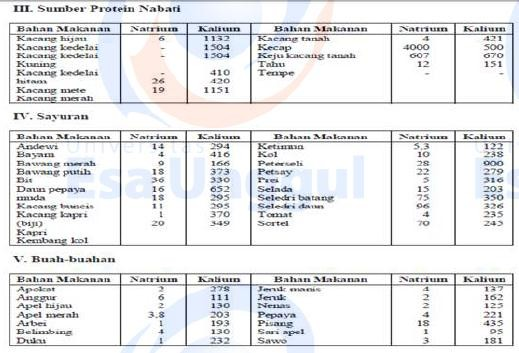 III. Sumber Protein Nabati
Bahan Makanan Natrium Kalium Bahan Makanan Natrium Kalium
Kacang hijau 6 1132 Kacang tanah 4 421
Kacang kedelai - 1504 Kecap 4000 500
Kacang kedelai - 1504 Keju kacang tanah 607 670
Kuning Tahu 12 151
Kacang kedelai - 410 Tempe - -
hitam 26 420
Kacang mete 19 1151
Kacang merah
IV. Sayuran
Bahan Makanan Natrium Kalium Bahan Makanan Natrium Kalium
Andewi 14 294 Ketimun 5,3 122
Bayam 4 416 Kol 10 238
Bawang merah 9 166 Peterseli 28 900
Bawang putih 18 373 Petsay 22 279
Bit 36 330 Prei 5 316
Daun pepaya 16 652 Selada 15 203
muda 18 295 Seledri batang 75 350
Kacang buncis 11 295 Seledri daun 96 326
Kacang kapri 1 370 Tomat 4 235
(biji) 20 349 Sortel 70 245
Kapri
Kembang kol
V. Buah-buahan
Bahan Makanan Natrium Kalium Bahan Makanan Natrium Kalium
Apokat 2 278 Jeruk manis 4 137
Anggur 6 111 Jeruk 2 162
Apel hijau 2 130 Nenas 2 125
Apel merah 3,8 203 Pepaya 4 221
Arbei 1 193 Pisang 18 435
Belimbing 4 130 Sari apel 1 95
Duku 1 232 Sawo 3 181
Universitas
Esa Unggul